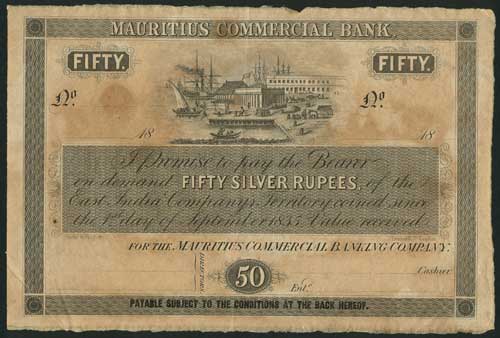 MAURITIUS COMMERCIAL BANK.
FIFTY. FIFTY.
No. No.
18 18
I Promise to pay the Bearer
on demand FIFTY SILVER RUPEES, of the
East India Company's Territory coined since
the 1st day of September 1835 Value received
FOR THE MAURITIUS COMMERCIAL BANKING COMPANY.
DIRECTORS
Cashier
50
Entd.
PAYABLE SUBJECT TO THE CONDITIONS AT THE BACK HEREOF.